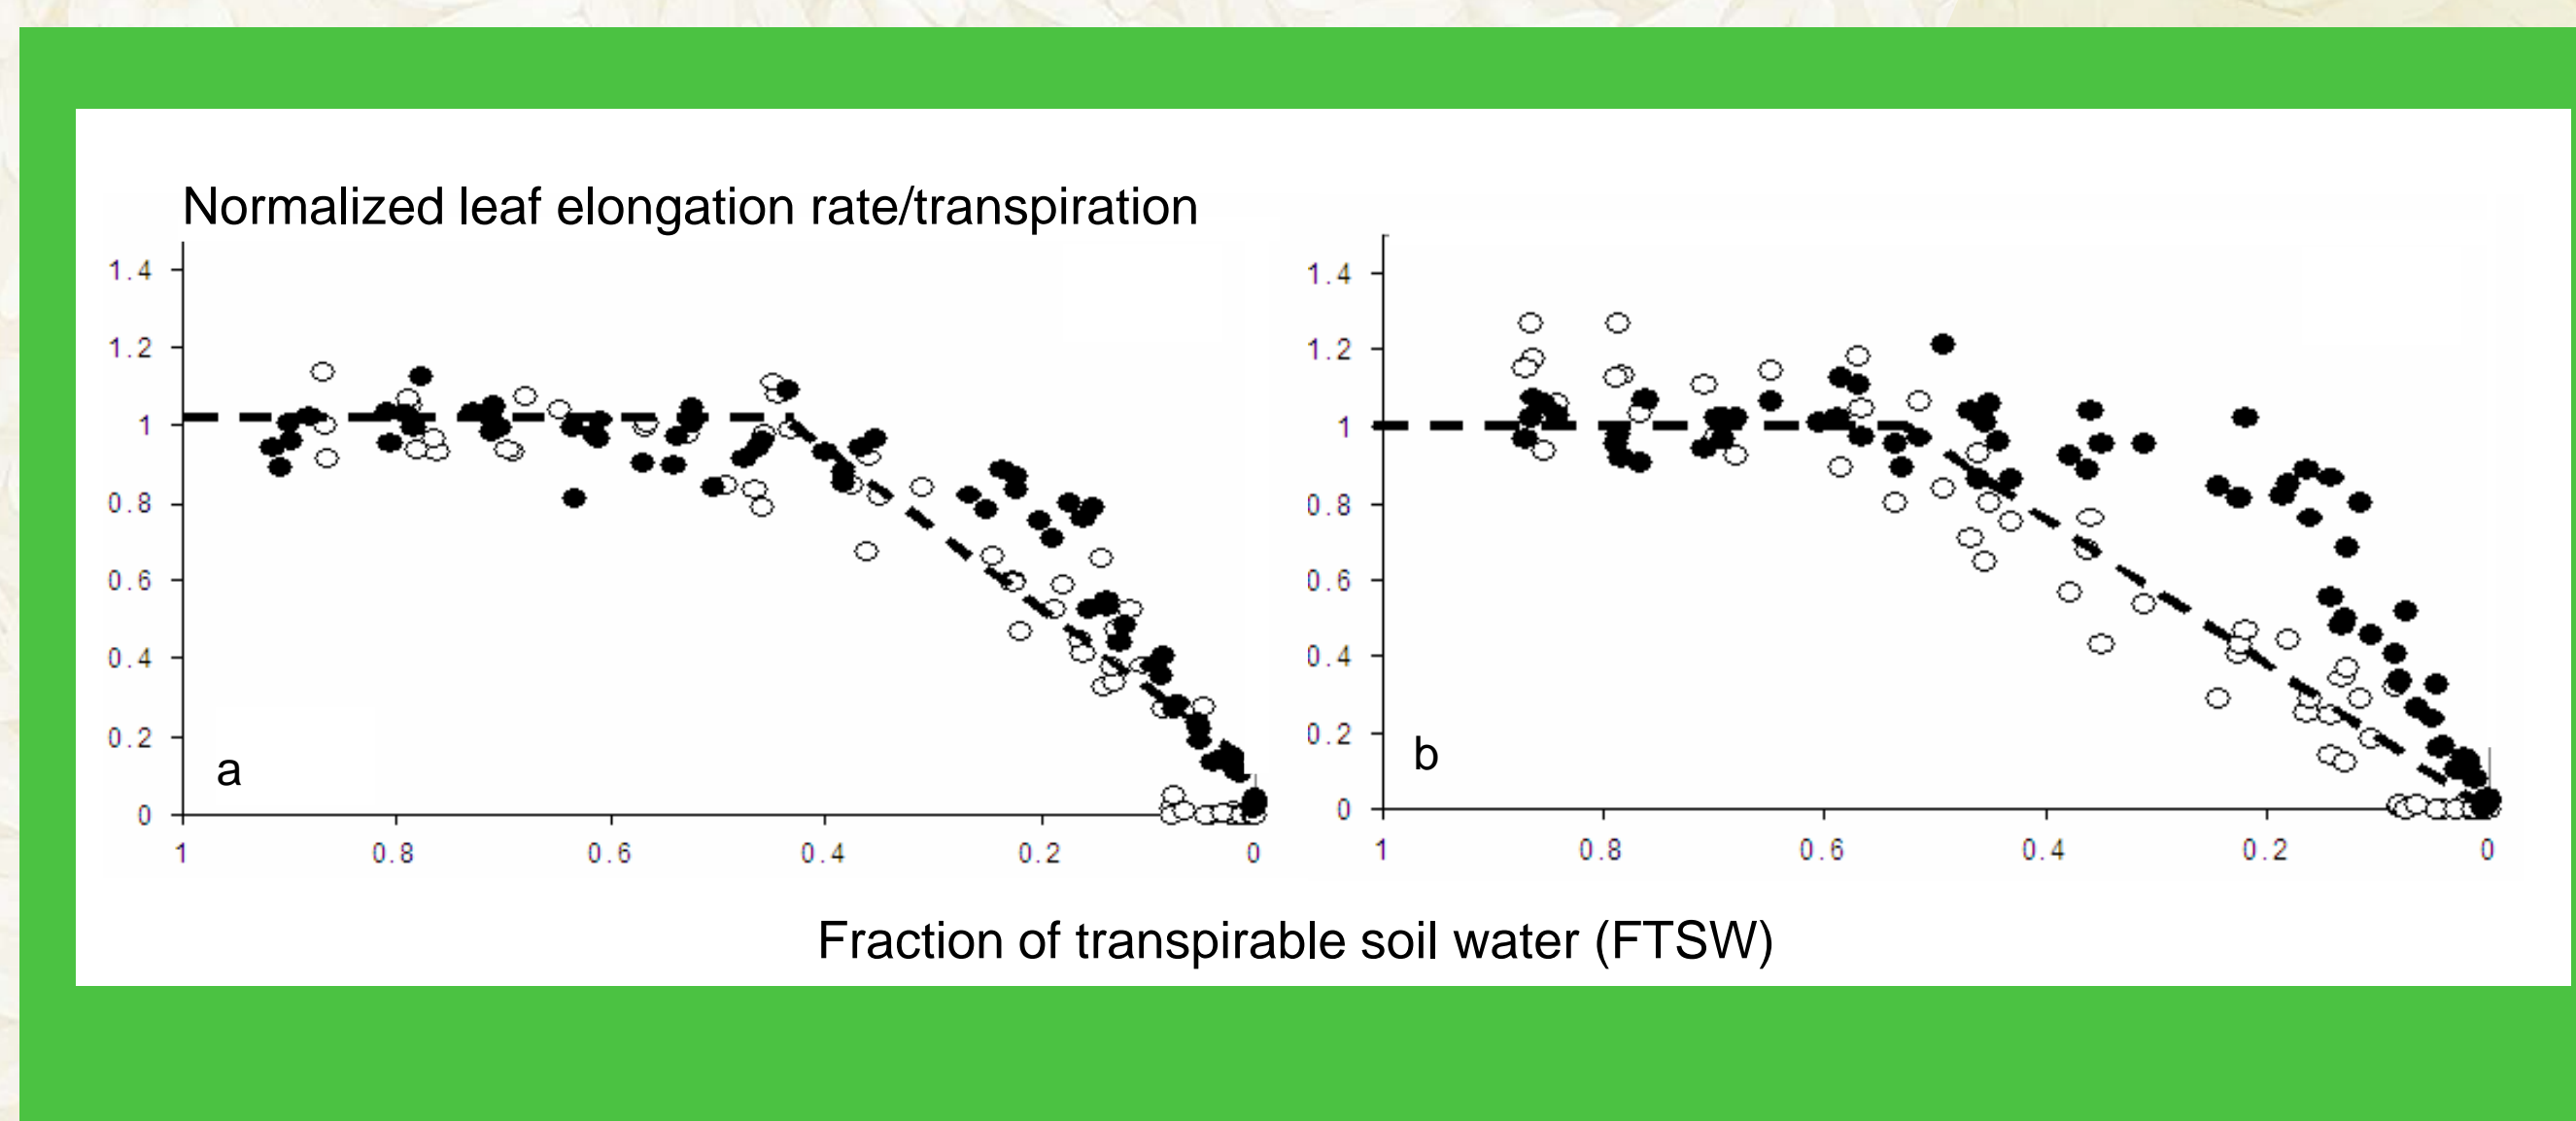 Normalized leaf elongation rate/transpiration
1.4
1.2
1
0.8
0.6
0.4
0.2
0
a
1 0.8 0.6 0.4 0.2 0
1.4
1.2
1
0.8
0.6
0.4
0.2
0
b
1 0.8 0.6 0.4 0.2 0
Fraction of transpirable soil water (FTSW)